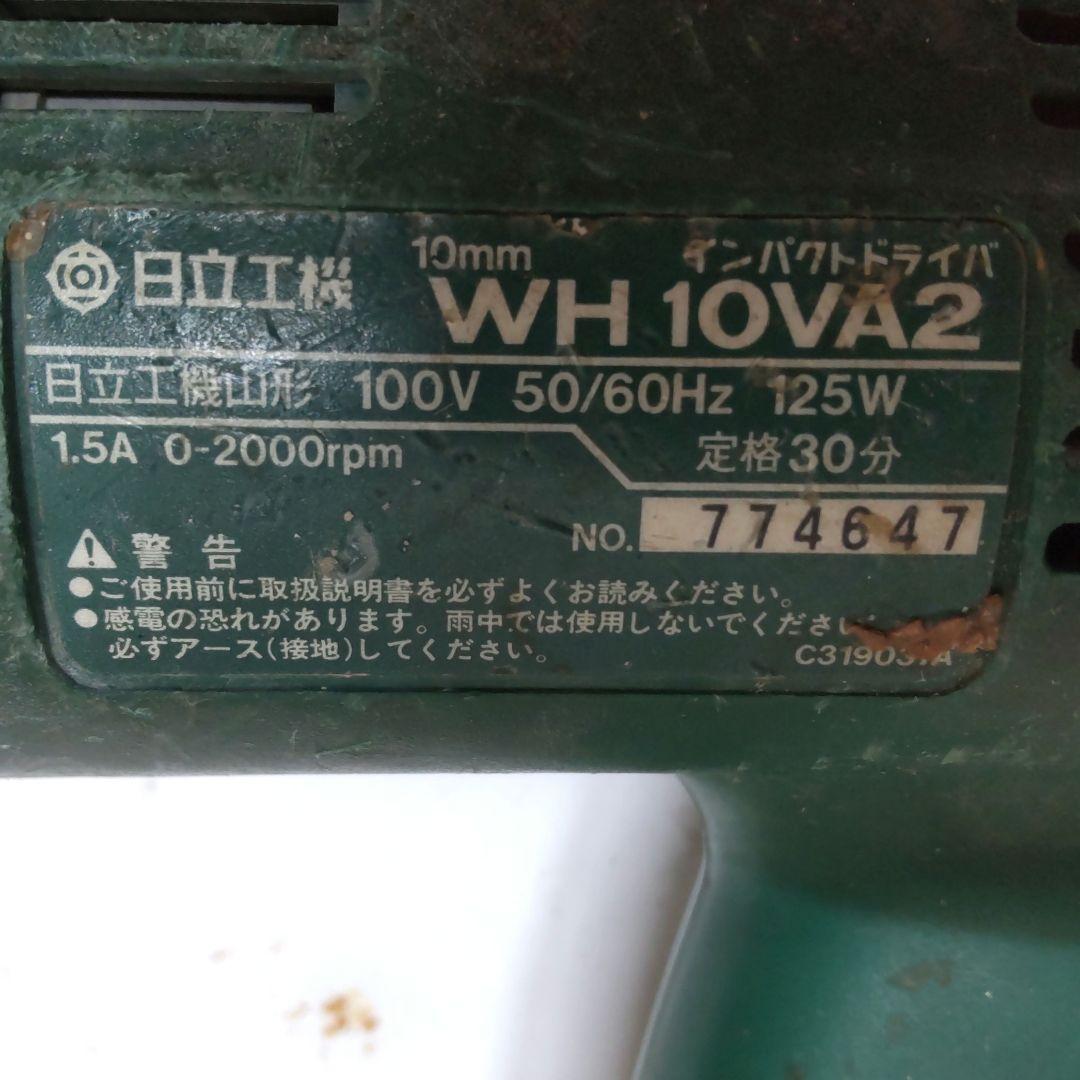 日立工機
10mm インパクトドライバ
WH 10VA2
日立工機山形 100V 50/60Hz 125W
1.5A 0-2000rpm 定格30分
NO. 774647
警告
●ご使用前に取扱説明書を必ずよくお読みください。
●感電の恐れがあります。雨中では使用しないでください
必ずアース(接地)してください。